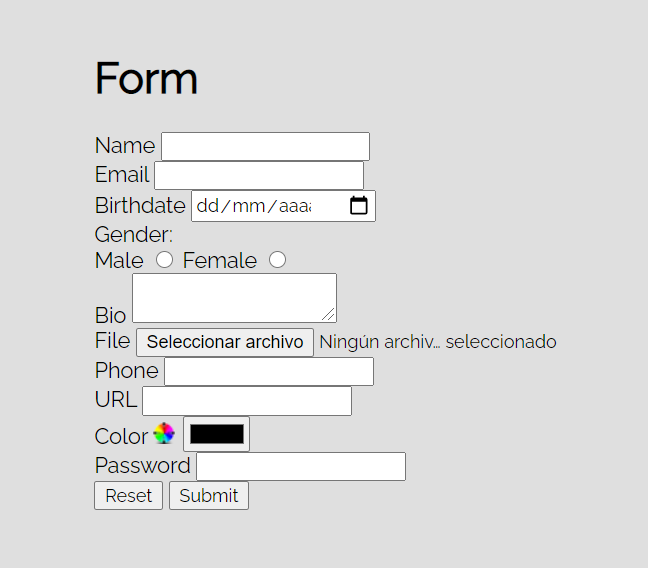 Form
Name
Email
Birthdate dd/mm/aaaa
Gender:
Male Female
Bio
File Seleccionar archivo Ningún archiv... seleccionado
Phone
URL
Color
Password
Reset Submit